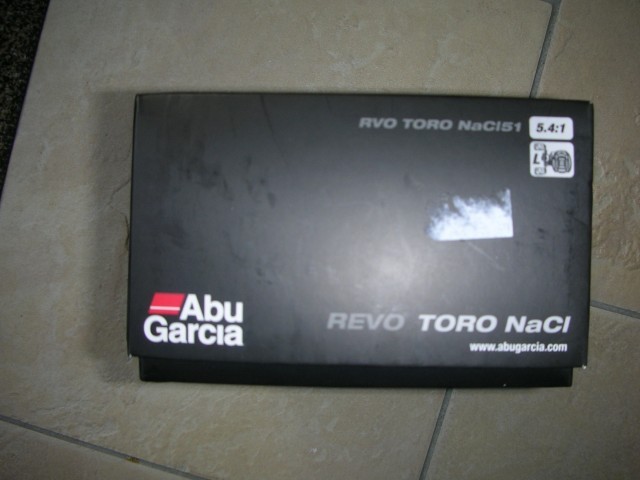 RVO TORO NaCl51 5.4:1
L
Abu
Garcia
REVO TORO NaCl
www.abugarcia.com